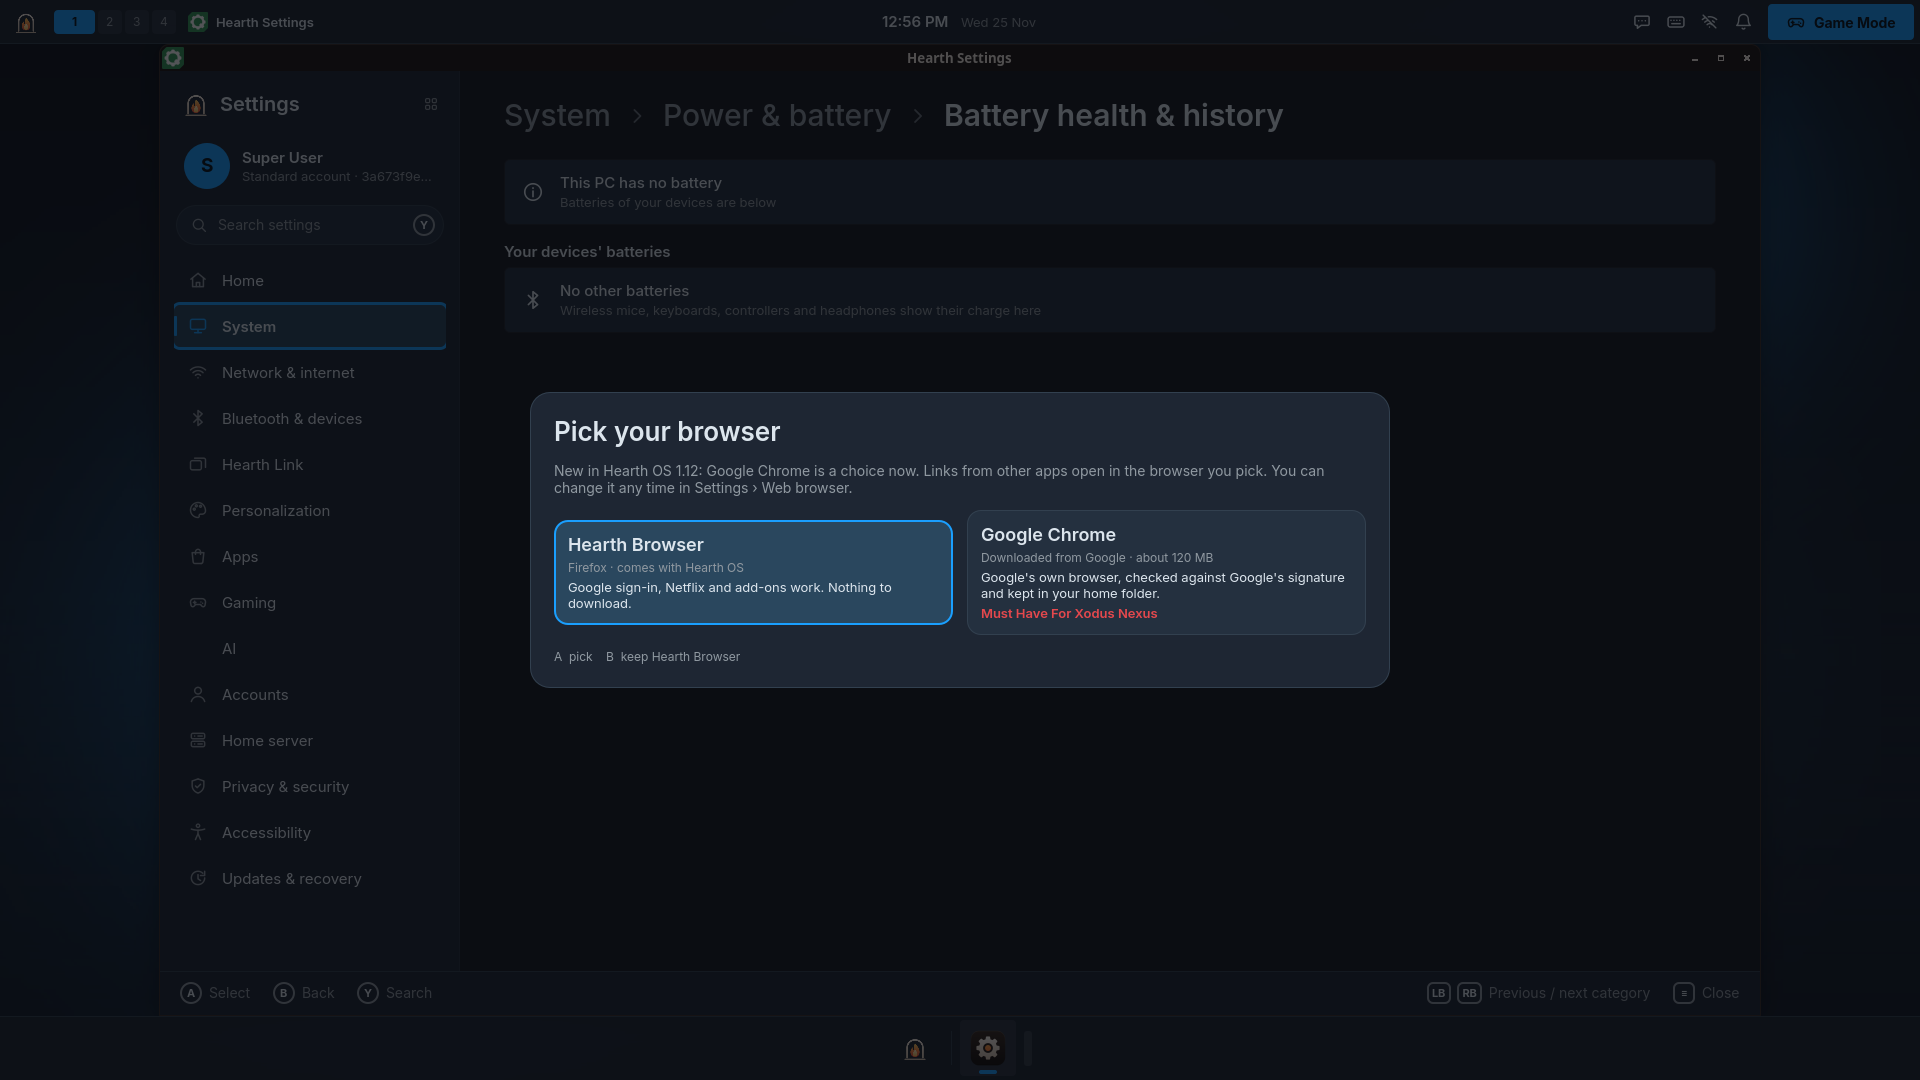 1 2 3 4 Hearth Settings
12:56 PM Wed 25 Nov
Game Mode
Hearth Settings
Settings
S
Super User
Standard account · 3a673f9e...
Search settings
Y
Home
System
Network & internet
Bluetooth & devices
Hearth Link
Personalization
Apps
Gaming
AI
Accounts
Home server
Privacy & security
Accessibility
Updates & recovery
System › Power & battery › Battery health & history
This PC has no battery
Batteries of your devices are below
Your devices' batteries
No other batteries
Wireless mice, keyboards, controllers and headphones show their charge here
Pick your browser
New in Hearth OS 1.12: Google Chrome is a choice now. Links from other apps open in the browser you pick. You can
change it any time in Settings › Web browser.
Hearth Browser
Firefox · comes with Hearth OS
Google sign-in, Netflix and add-ons work. Nothing to
download.
Google Chrome
Downloaded from Google · about 120 MB
Google's own browser, checked against Google's signature
and kept in your home folder.
Must Have For Xodus Nexus
A pick B keep Hearth Browser
A Select B Back Y Search
LB RB Previous / next category ≡ Close